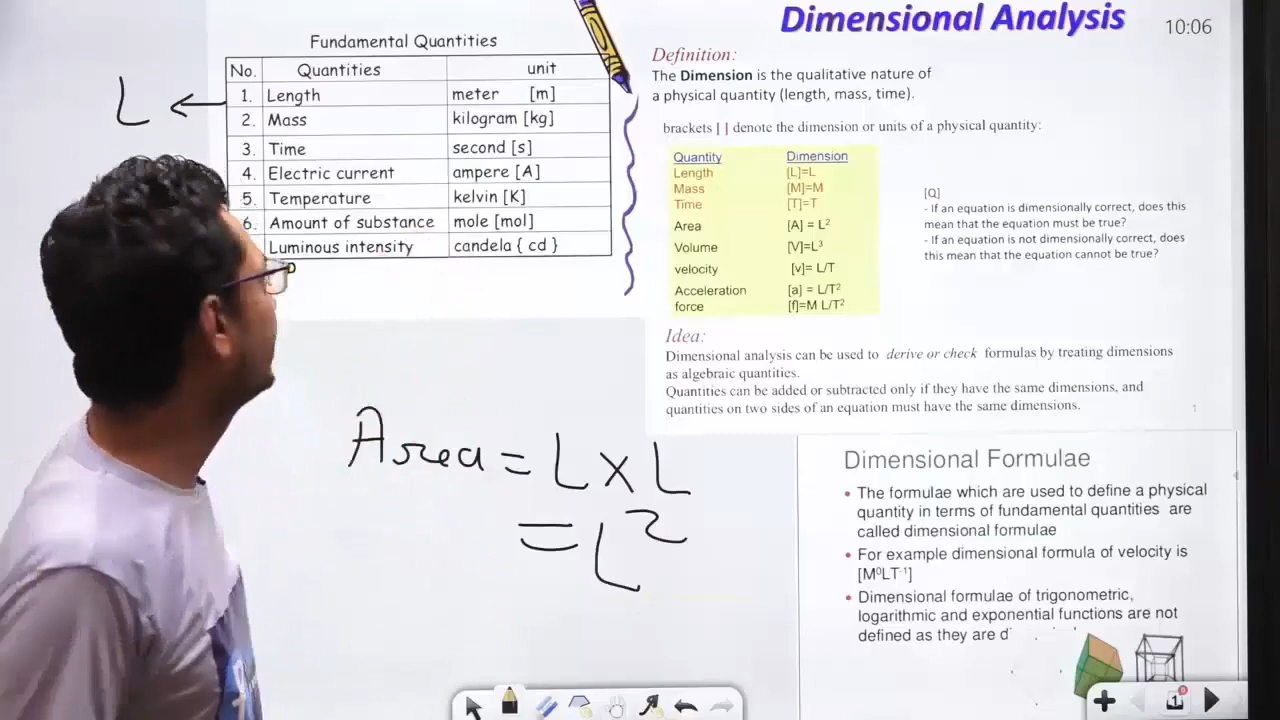 Fundamental Quantities
No. Quantities unit
1. Length meter [m]
2. Mass kilogram [kg]
3. Time second [s]
4. Electric current ampere [A]
5. Temperature kelvin [K]
6. Amount of substance mole [mol]
Luminous intensity candela { cd }
L
Area = L x L
= L²
Dimensional Analysis
10:06
Definition:
The Dimension is the qualitative nature of
a physical quantity (length, mass, time).
brackets [ ] denote the dimension or units of a physical quantity:
Quantity Dimension
Length [L]=L
Mass [M]=M
Time [T]=T
Area [A] = L²
Volume [V]=L³
velocity [v]= L/T
Acceleration [a] = L/T²
force [f]=M L/T²
[Q]
- If an equation is dimensionally correct, does this
mean that the equation must be true?
- If an equation is not dimensionally correct, does
this mean that the equation cannot be true?
Idea:
Dimensional analysis can be used to derive or check formulas by treating dimensions
as algebraic quantities.
Quantities can be added or subtracted only if they have the same dimensions, and
quantities on two sides of an equation must have the same dimensions.
1
Dimensional Formulae
• The formulae which are used to define a physical
quantity in terms of fundamental quantities are
called dimensional formulae
• For example dimensional formula of velocity is
[M⁰LT⁻¹]
• Dimensional formulae of trigonometric,
logarithmic and exponential functions are not
defined as they are